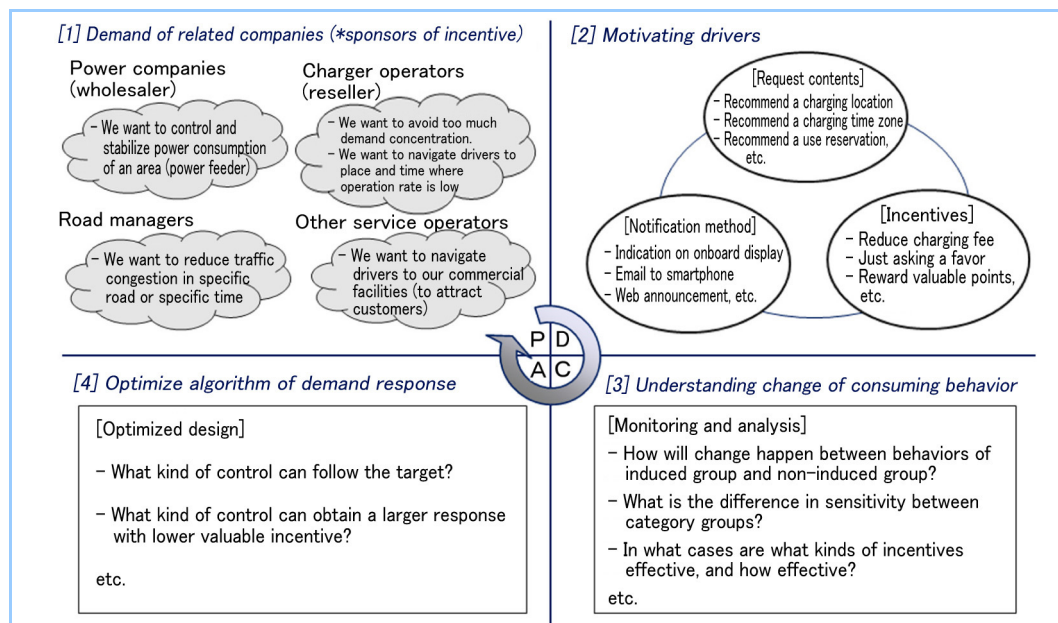 [1] Demand of related companies (*sponsors of incentive)
Power companies
(wholesaler)
– We want to control and
stabilize power consumption
of an area (power feeder)
Charger operators
(reseller)
– We want to avoid too much
demand concentration.
– We want to navigate drivers to
place and time where
operation rate is low
Road managers
– We want to reduce traffic
congestion in specific
road or specific time
Other service operators
– We want to navigate
drivers to our commercial
facilities (to attract
customers)
[2] Motivating drivers
[Request contents]
– Recommend a charging location
– Recommend a charging time zone
– Recommend a use reservation,
etc.
[Notification method]
– Indication on onboard display
– Email to smartphone
– Web announcement, etc.
[Incentives]
– Reduce charging fee
– Just asking a favor
– Reward valuable points,
etc.
P D
A C
[4] Optimize algorithm of demand response
[Optimized design]
– What kind of control can follow the target?
– What kind of control can obtain a larger response
with lower valuable incentive?
etc.
[3] Understanding change of consuming behavior
[Monitoring and analysis]
– How will change happen between behaviors of
induced group and non-induced group?
– What is the difference in sensitivity between
category groups?
– In what cases are what kinds of incentives
effective, and how effective?
etc.